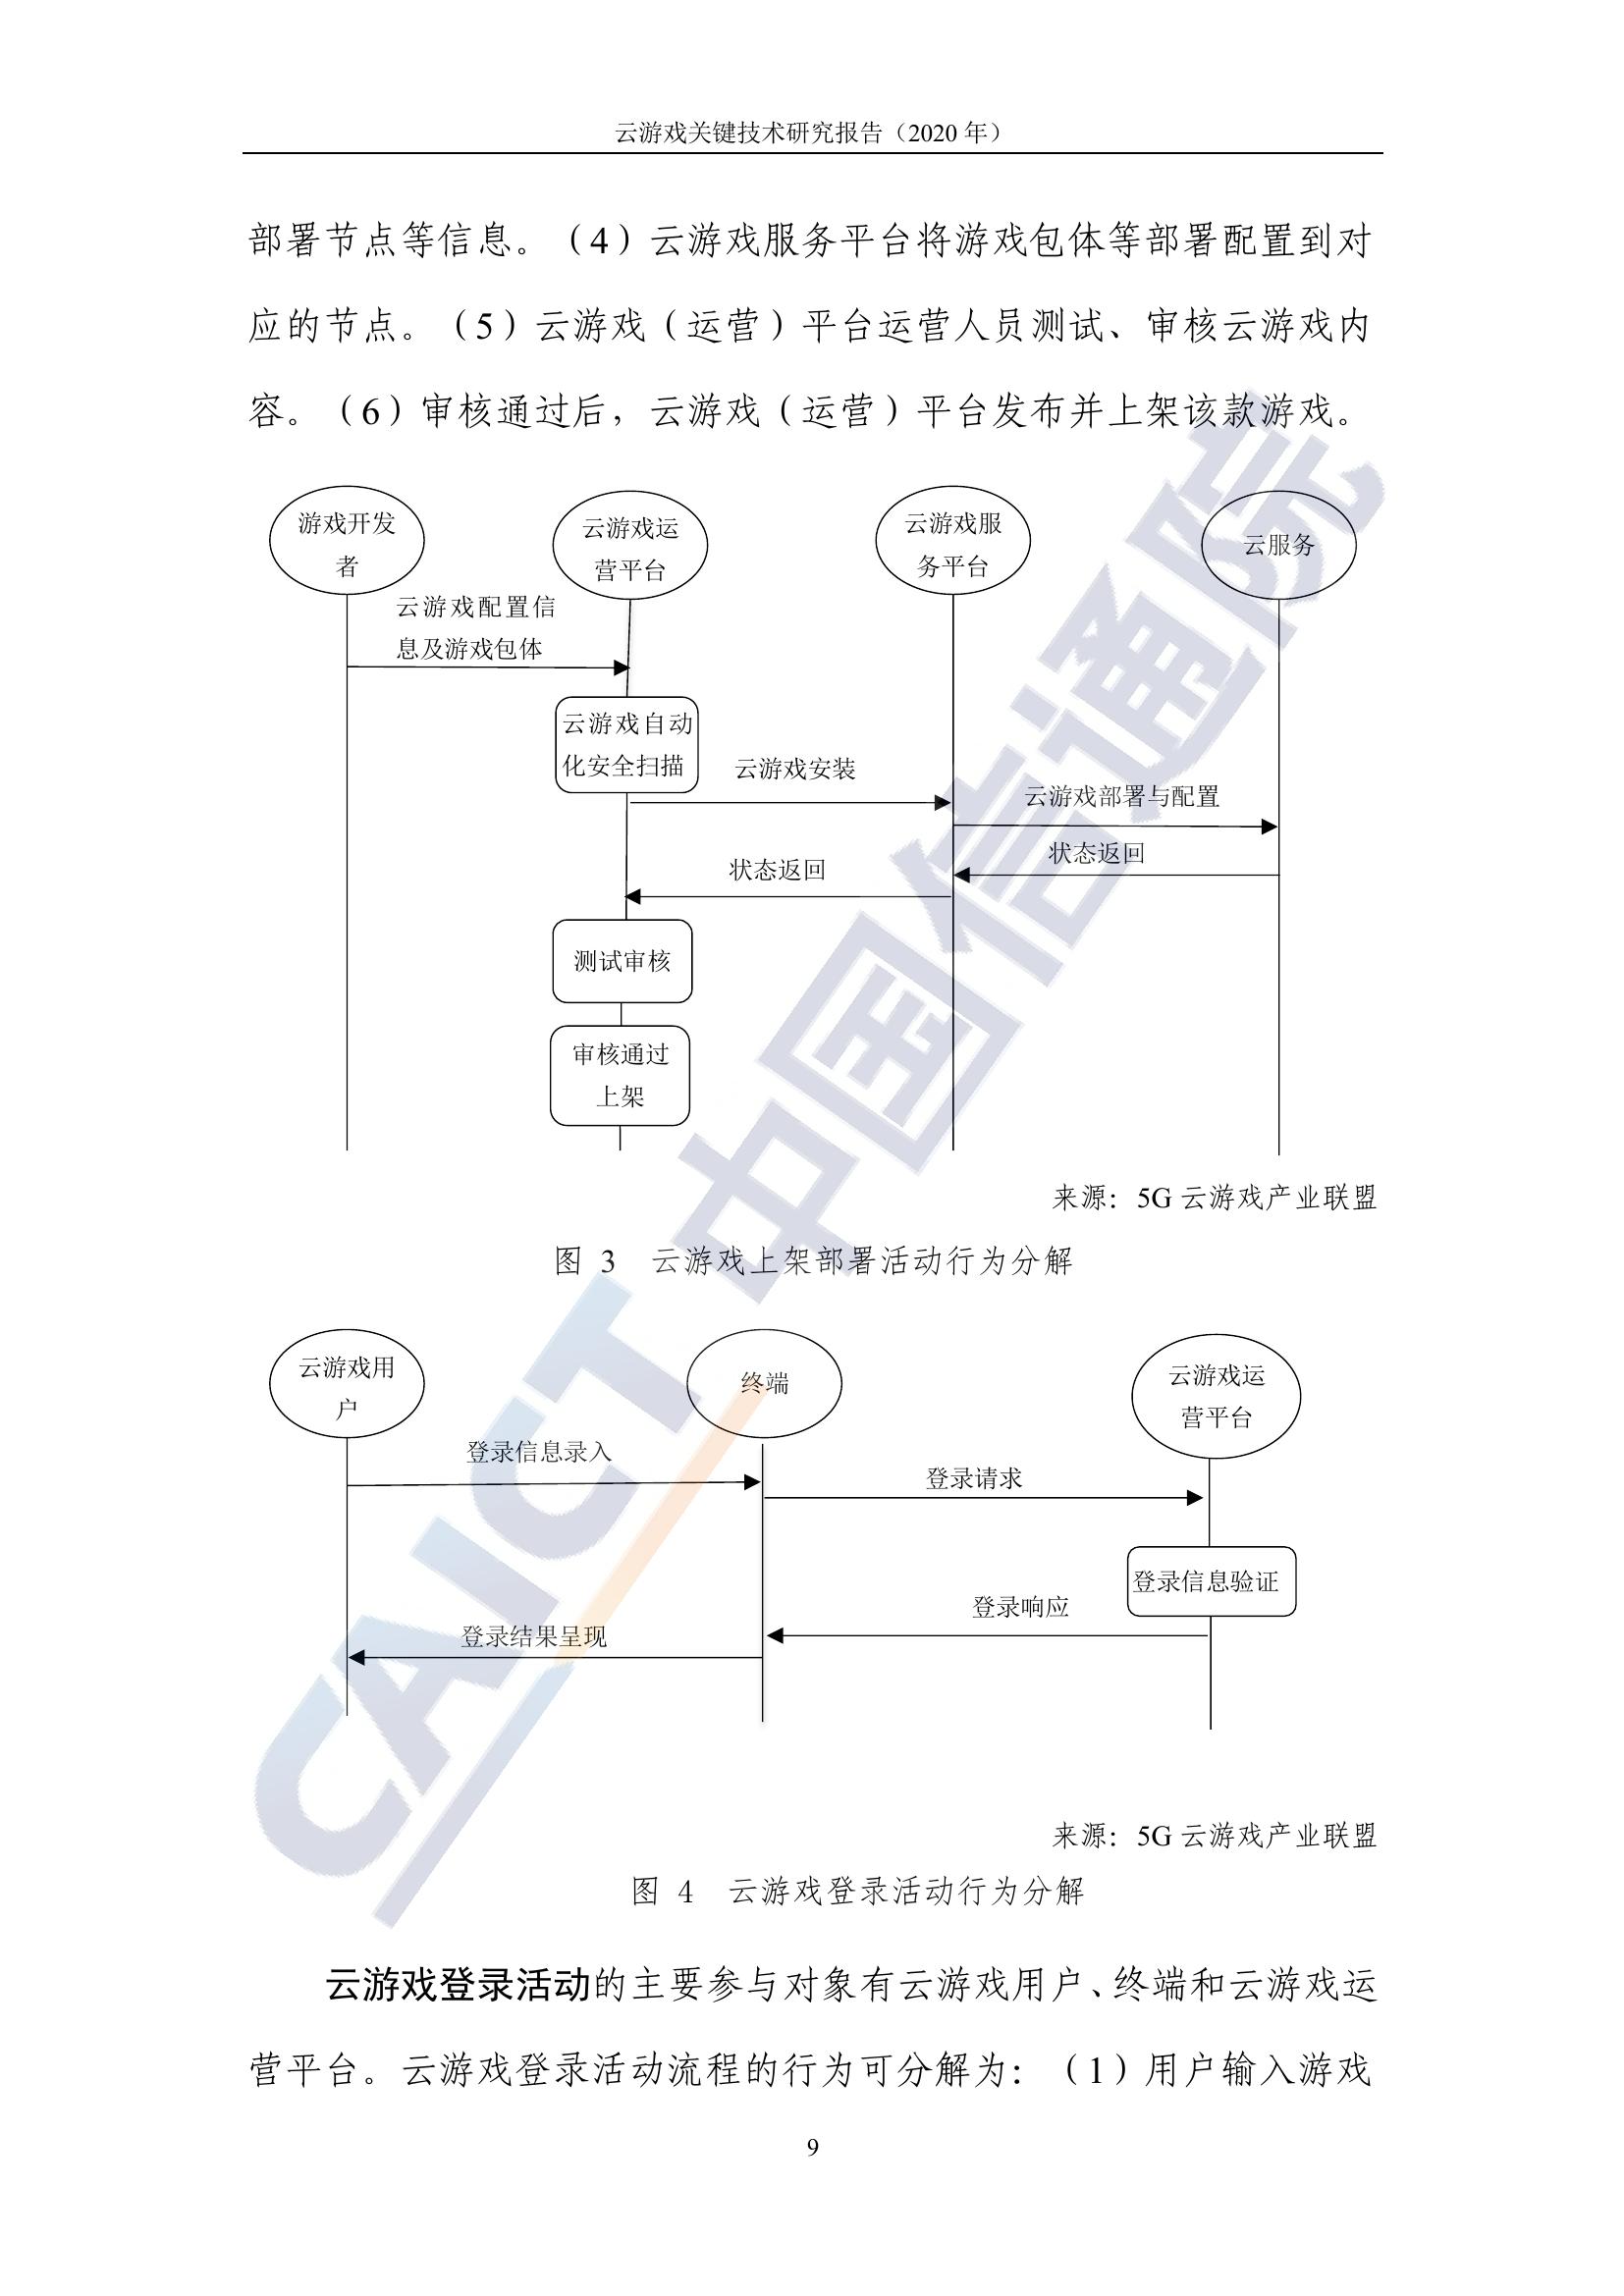 云游戏关键技术研究报告（2020 年）
部署节点等信息。（4）云游戏服务平台将游戏包体等部署配置到对
应的节点。（5）云游戏（运营）平台运营人员测试、审核云游戏内
容。（6）审核通过后，云游戏（运营）平台发布并上架该款游戏。
游戏开发
者
云游戏运
营平台
云游戏服
务平台
云服务
云游戏配置信
息及游戏包体
云游戏自动
化安全扫描
云游戏安装
云游戏部署与配置
状态返回
状态返回
测试审核
审核通过
上架
来源：5G 云游戏产业联盟
图 3 云游戏上架部署活动行为分解
云游戏用
户
终端
云游戏运
营平台
登录信息录入
登录请求
登录信息验证
登录响应
登录结果呈现
来源：5G 云游戏产业联盟
图 4 云游戏登录活动行为分解
云游戏登录活动的主要参与对象有云游戏用户、终端和云游戏运
营平台。云游戏登录活动流程的行为可分解为：（1）用户输入游戏
9
CAICT 中国信通院